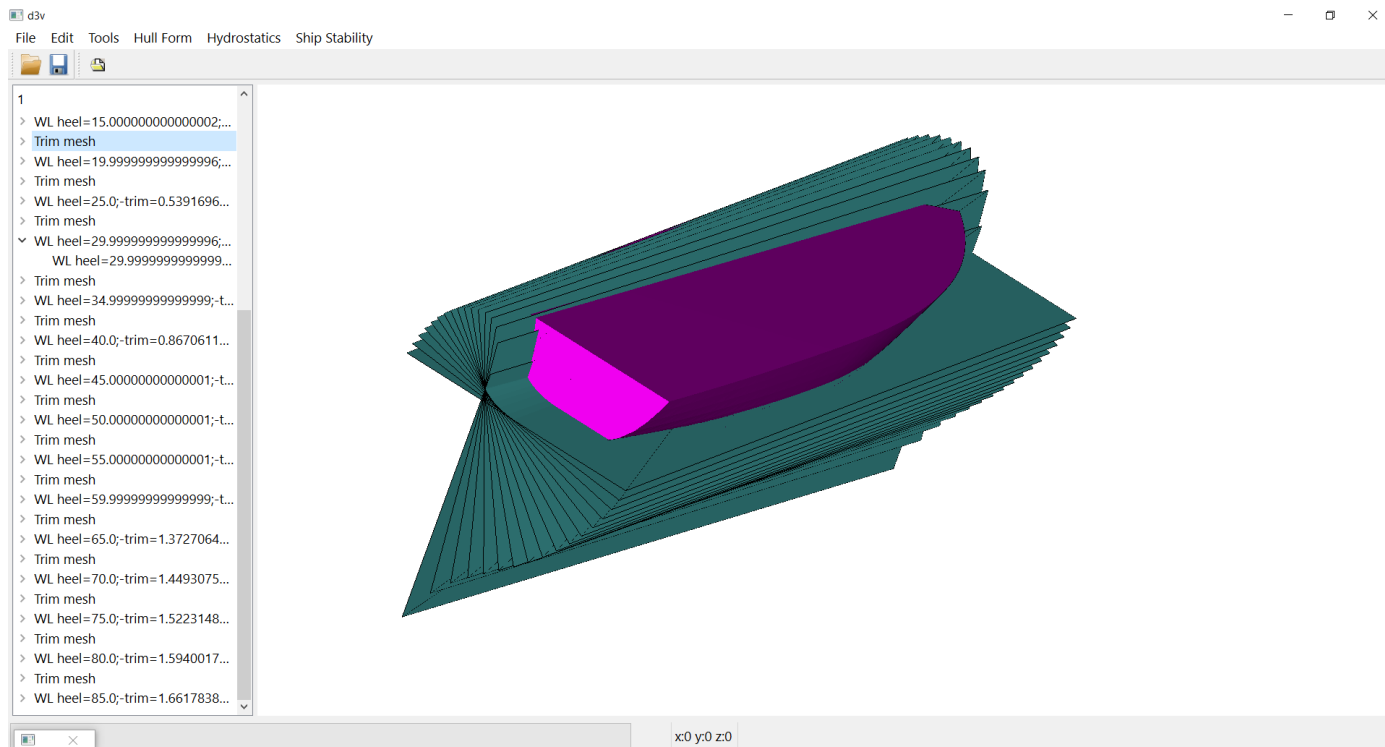 d3v
File Edit Tools Hull Form Hydrostatics Ship Stability
1
WL heel=15.000000000000002;...
Trim mesh
WL heel=19.999999999999996;...
Trim mesh
WL heel=25.0;-trim=0.5391696...
Trim mesh
WL heel=29.999999999999996;...
WL heel=29.9999999999999...
Trim mesh
WL heel=34.99999999999999;-t...
Trim mesh
WL heel=40.0;-trim=0.8670611...
Trim mesh
WL heel=45.00000000000001;-t...
Trim mesh
WL heel=50.00000000000001;-t...
Trim mesh
WL heel=55.00000000000001;-t...
Trim mesh
WL heel=59.99999999999999;-t...
Trim mesh
WL heel=65.0;-trim=1.3727064...
Trim mesh
WL heel=70.0;-trim=1.4493075...
Trim mesh
WL heel=75.0;-trim=1.5223148...
Trim mesh
WL heel=80.0;-trim=1.5940017...
Trim mesh
WL heel=85.0;-trim=1.6617838...
x:0 y:0 z:0